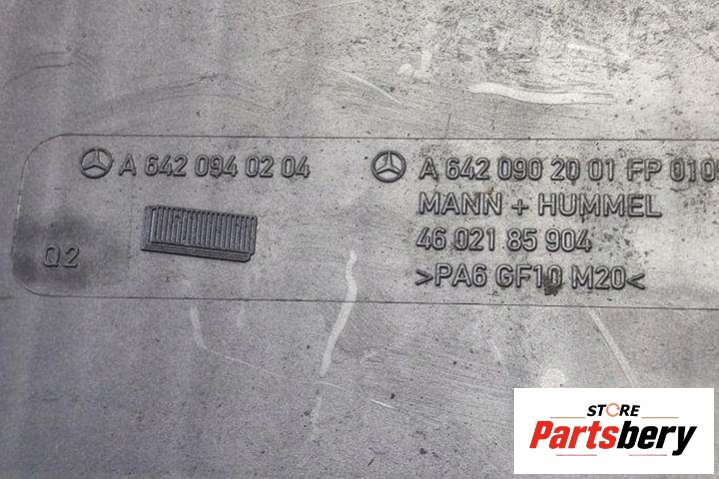 A 642 094 02 04
A 642 090 20 01 FP 010
MANN + HUMMEL
46 021 85 904
>PA6 GF10 M20<
Q2
STORE
Partsbery